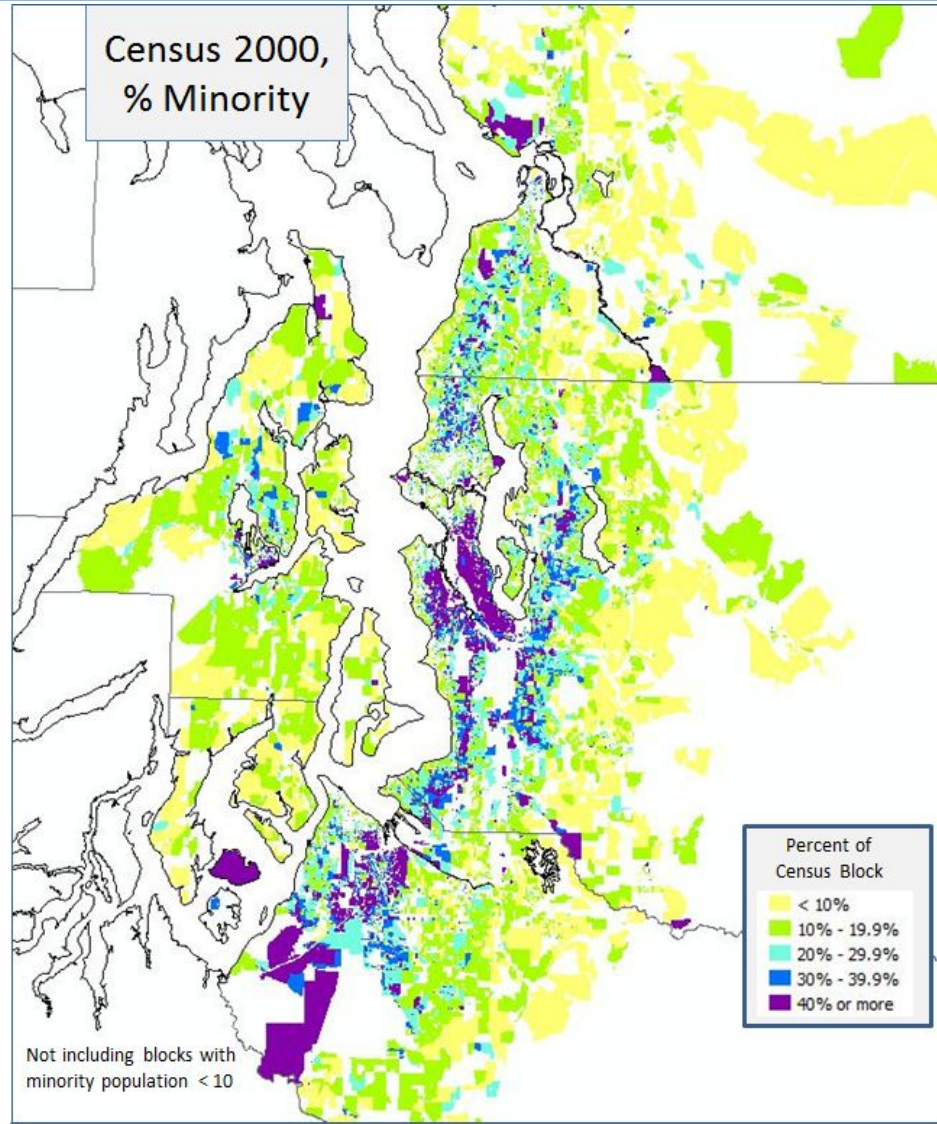 Census 2000,
% Minority
Percent of
Census Block
< 10%
10% - 19.9%
20% - 29.9%
30% - 39.9%
40% or more
Not including blocks with
minority population < 10